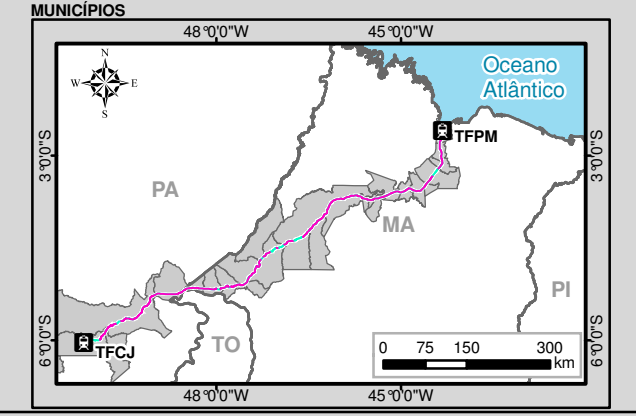 MUNICÍPIOS
48°0'0"S
45°0'0"S
N
W
E
S
Oceano
Atlântico
TFPM
3°0'0"S
3°0'0"S
PA
MA
PI
TO
TFCJ
6°0'0"S
6°0'0"S
0 75 150 300
km
48°0'0"S
45°0'0"S